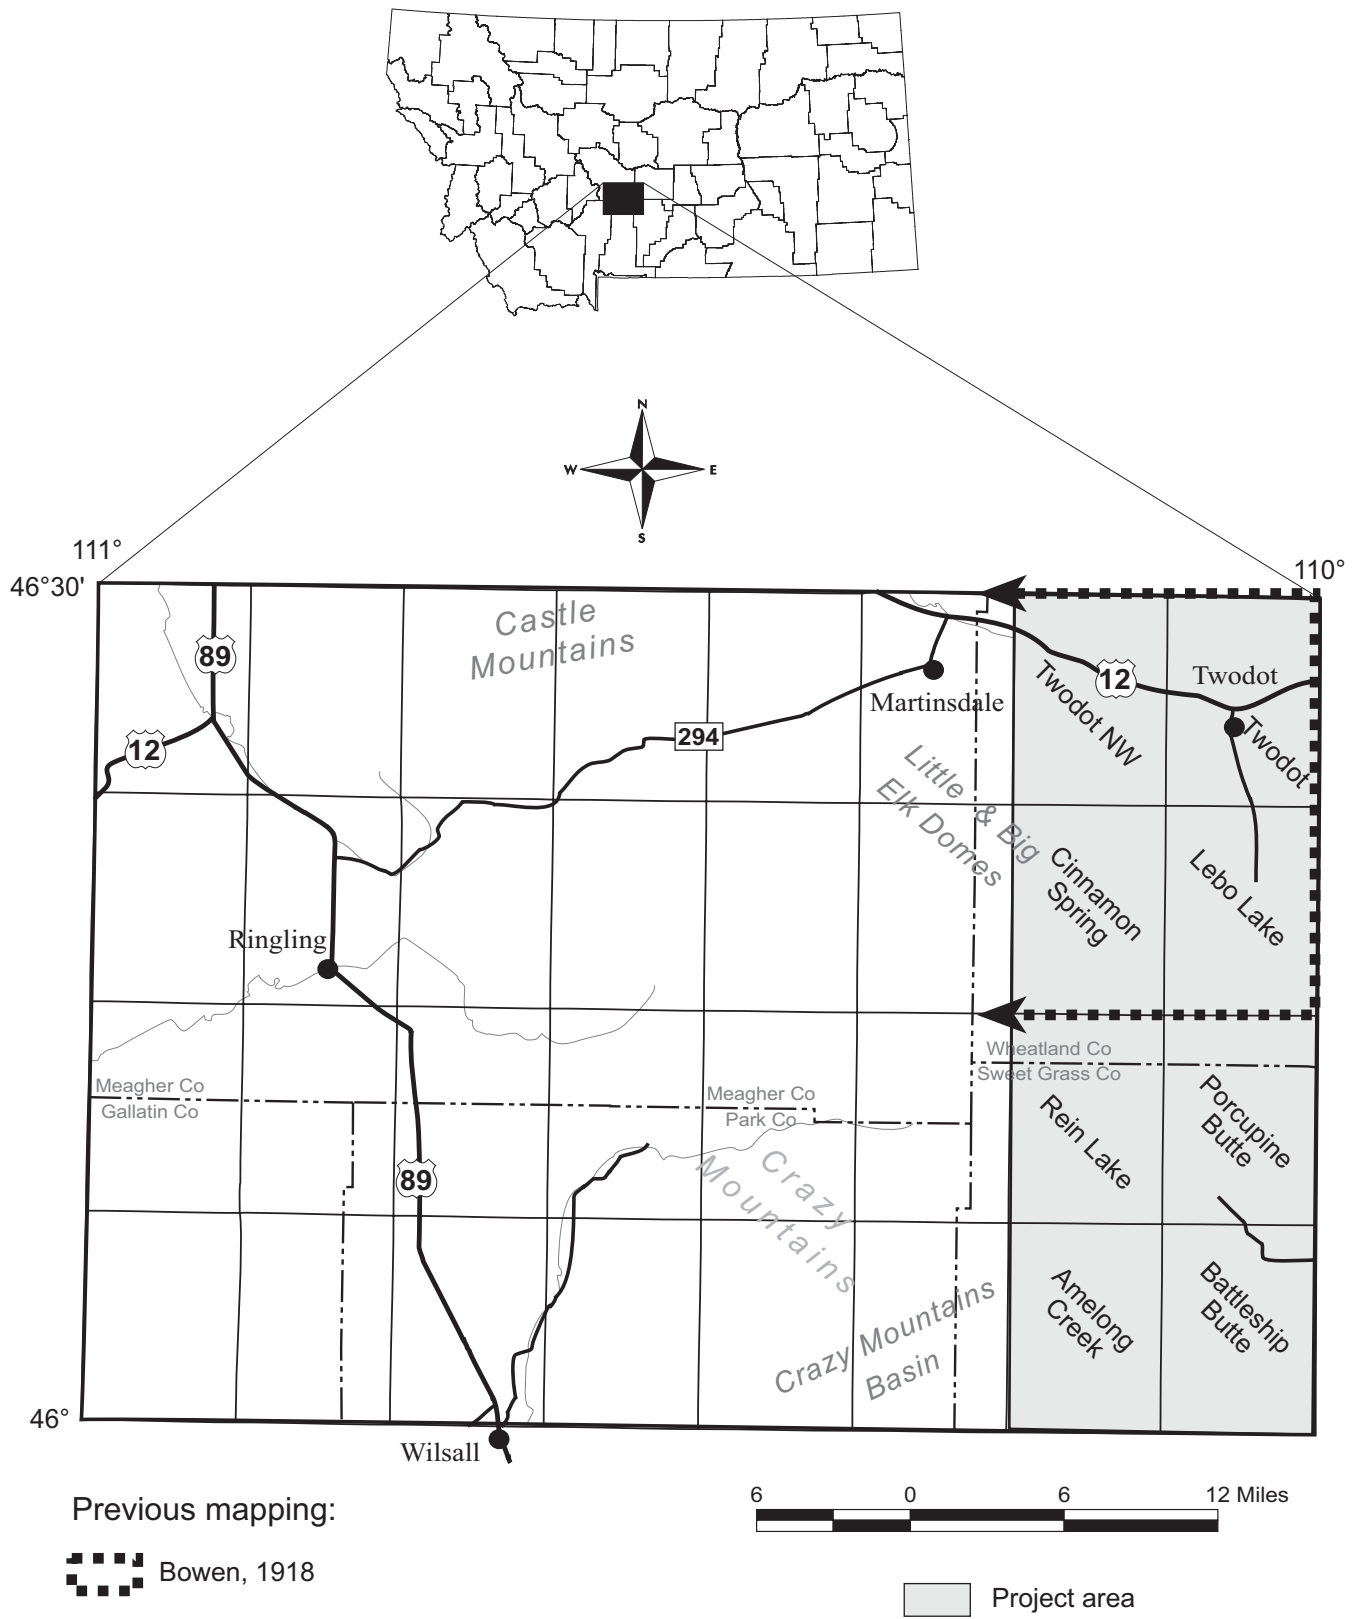 N
W
E
S
111°
110°
46°30'
Castle
Mountains
89
12
Twodot
12
Martinsdale
Twodot NW
Twodot
294
Little & Big
Elk Domes
Cinnamon
Spring
Lebo Lake
Ringling
Wheatland Co
Sweet Grass Co
Meagher Co
Gallatin Co
Meagher Co
Park Co
Porcupine
Butte
Rein Lake
89
Crazy
Mountains
Amelong
Creek
Battleship
Butte
Crazy Mountains
Basin
46°
Wilsall
Previous mapping:
Bowen, 1918
6 0 6 12 Miles
Project area